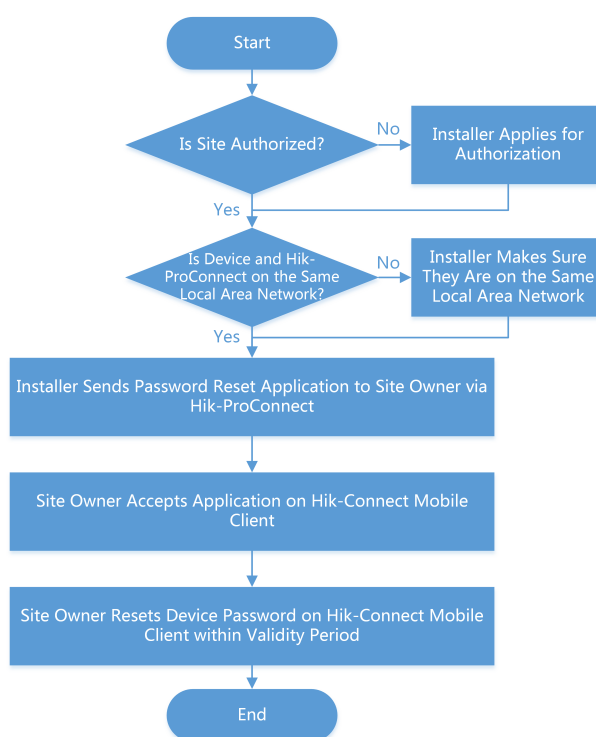 Start
Is Site Authorized?
No
Installer Applies for
Authorization
Yes
Is Device and Hik-
ProConnect on the Same
Local Area Network?
No
Installer Makes Sure
They Are on the Same
Local Area Network
Yes
Installer Sends Password Reset Application to Site Owner via
Hik-ProConnect
Site Owner Accepts Application on Hik-Connect Mobile
Client
Site Owner Resets Device Password on Hik-Connect Mobile
Client within Validity Period
End